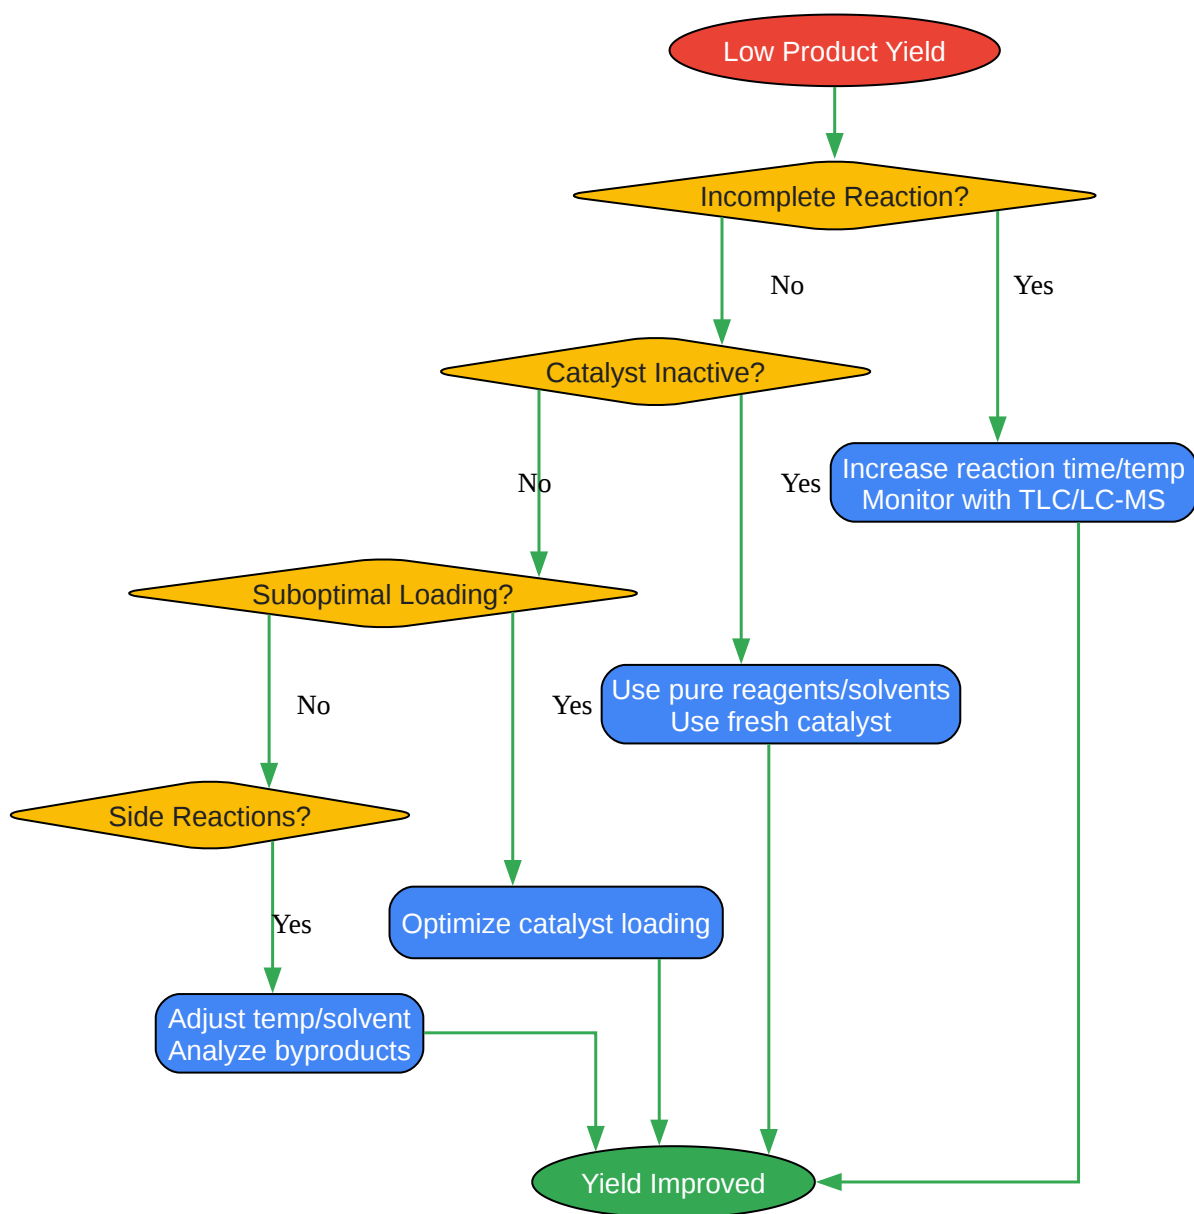 Low Product Yield
Incomplete Reaction?
No
Yes
Catalyst Inactive?
Increase reaction time/temp
Monitor with TLC/LC-MS
No
Yes
Suboptimal Loading?
Use pure reagents/solvents
Use fresh catalyst
No
Yes
Side Reactions?
Optimize catalyst loading
Yes
Adjust temp/solvent
Analyze byproducts
Yield Improved